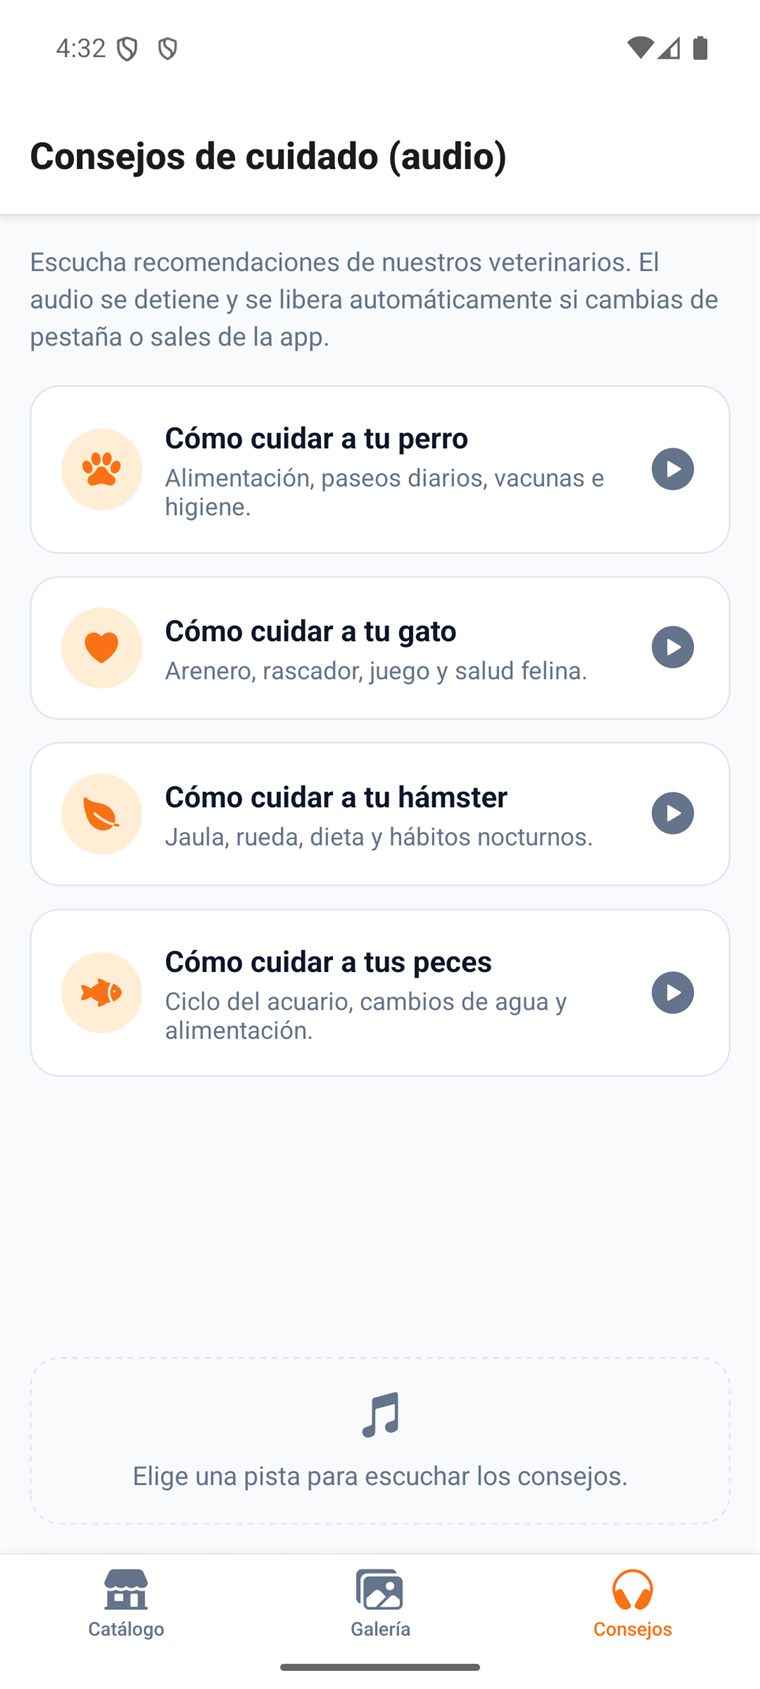 4:32
Consejos de cuidado (audio)
Escucha recomendaciones de nuestros veterinarios. El
audio se detiene y se libera automáticamente si cambias de
pestaña o sales de la app.
Cómo cuidar a tu perro
Alimentación, paseos diarios, vacunas e
higiene.
Cómo cuidar a tu gato
Arenero, rascador, juego y salud felina.
Cómo cuidar a tu hámster
Jaula, rueda, dieta y hábitos nocturnos.
Cómo cuidar a tus peces
Ciclo del acuario, cambios de agua y
alimentación.
Elige una pista para escuchar los consejos.
Catálogo
Galería
Consejos